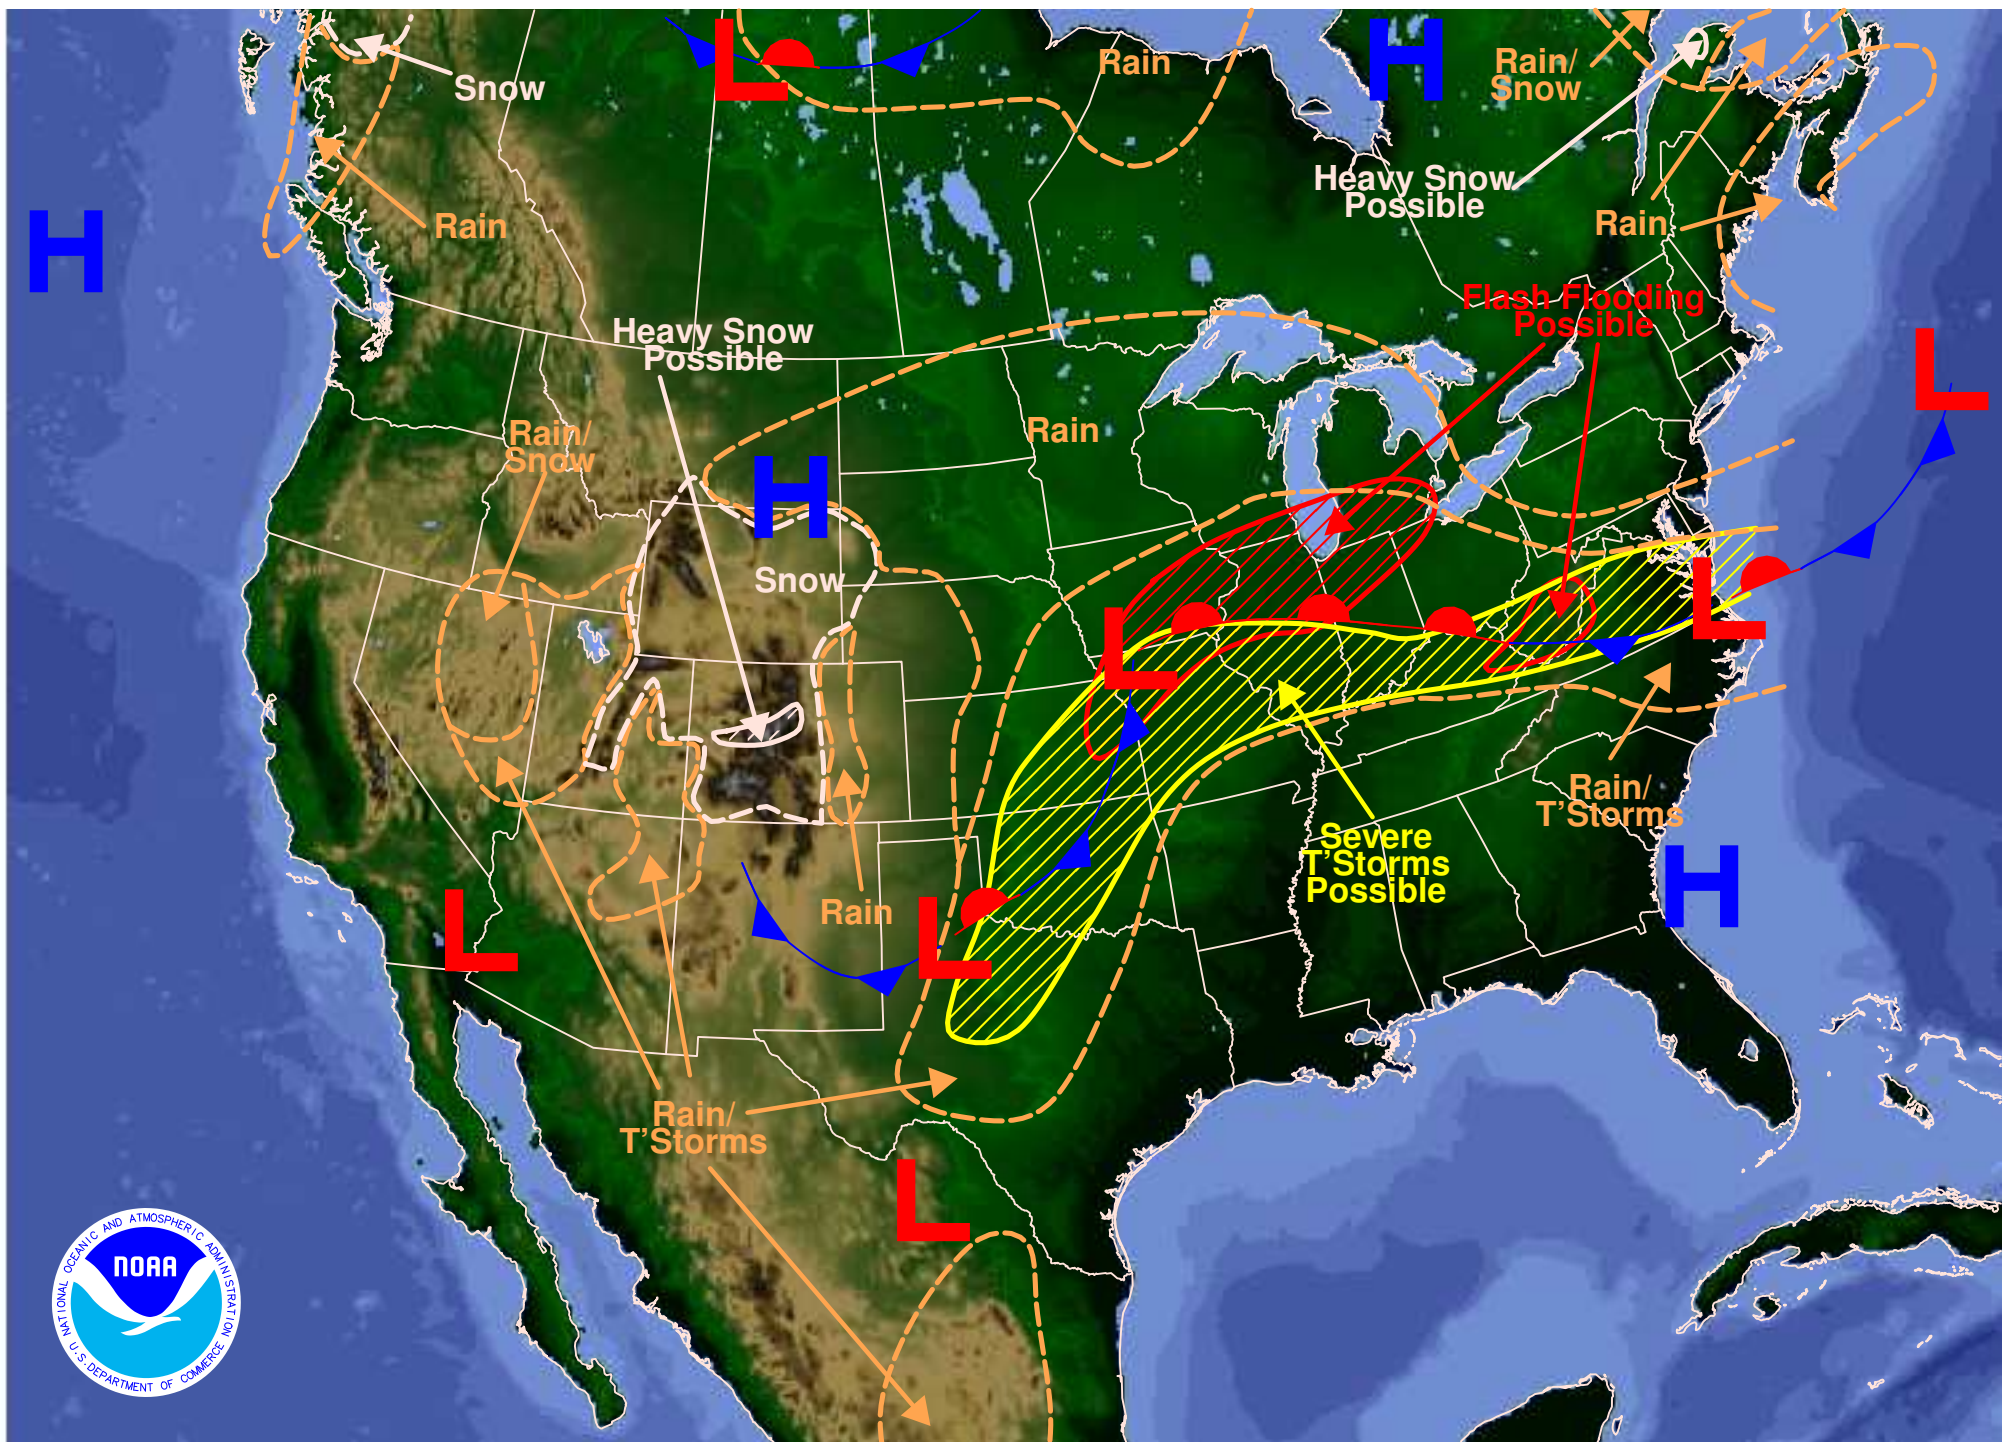 Snow
Rain
Rain/
Snow
Heavy Snow
Possible
Rain
Rain
H
L
H
H
Flash Flooding
Possible
Heavy Snow
Possible
L
Rain/
Snow
Rain
H
Snow
L
L
Rain/
T'Storms
Severe
T'Storms
Possible
H
Rain
L
L
Rain/
T'Storms
L
NATIONAL OCEANIC AND ATMOSPHERIC ADMINISTRATION
NOAA
U.S. DEPARTMENT OF COMMERCE